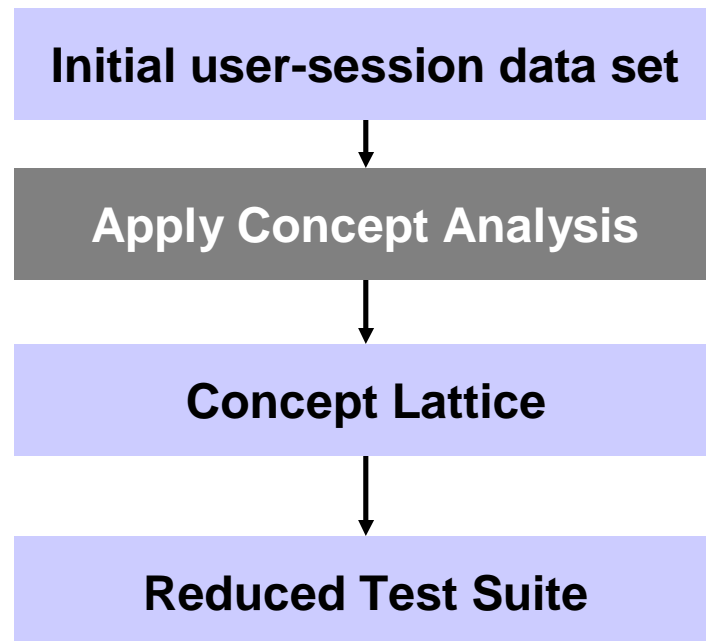 Initial user-session data set
Apply Concept Analysis
Concept Lattice
Reduced Test Suite